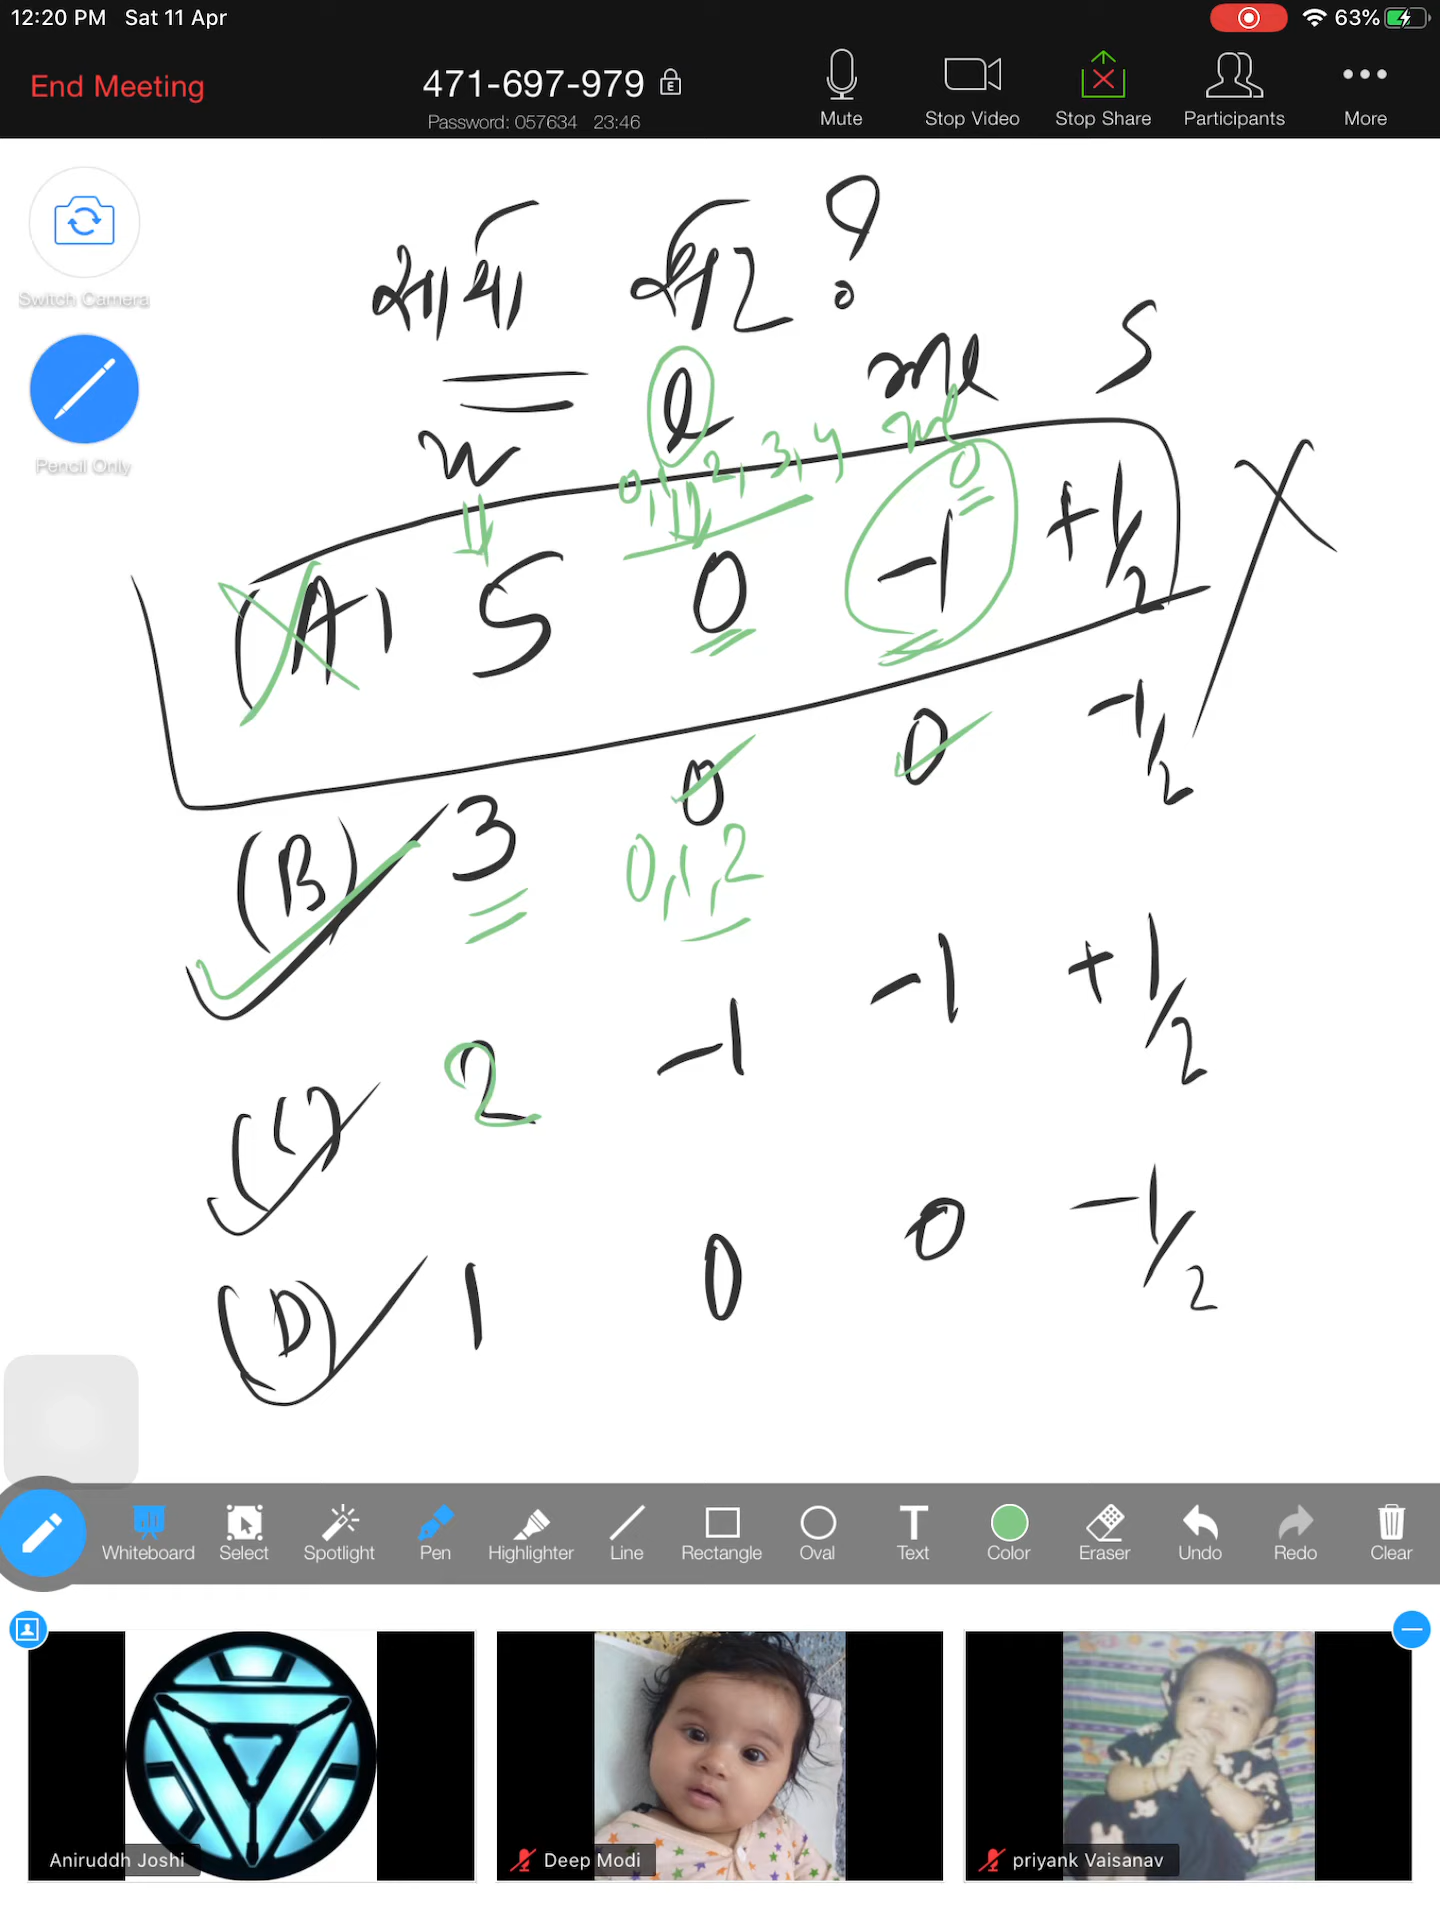 12:20 PM Sat 11 Apr 63%
End Meeting 471-697-979
Password: 057634 23:46
Mute Stop Video Stop Share Participants More
Switch Camera
Pencil Only
?
n l ml S
0, 1, 2, 3, 4 ml 0
(A) 5 0 -1 +1/2
(B) 3 0 0 -1/2
0, 1, 2
(C) 2 -1 -1 +1/2
(D) 1 0 0 -1/2
Whiteboard Select Spotlight Pen Highlighter Line Rectangle Oval Text Color Eraser Undo Redo Clear
Aniruddh Joshi Deep Modi priyank Vaisanav